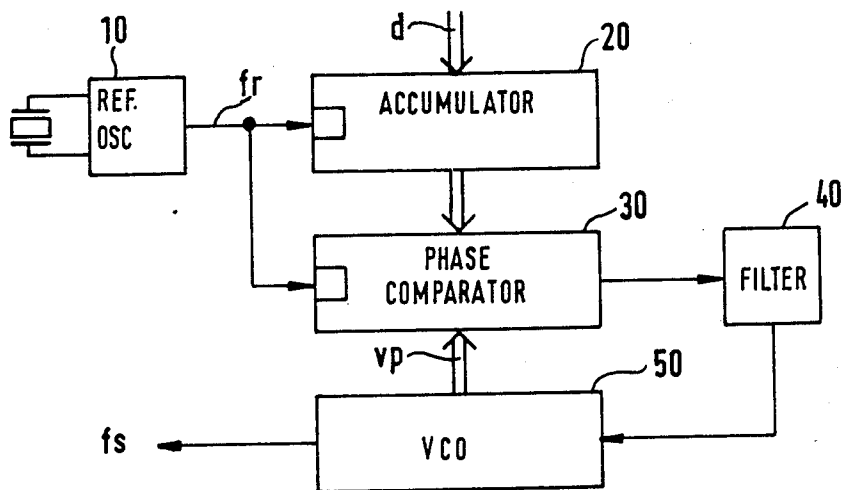 10
d
20
REF.
OSC
fr
ACCUMULATOR
30
40
PHASE
COMPARATOR
FILTER
vp
50
fs
VCO